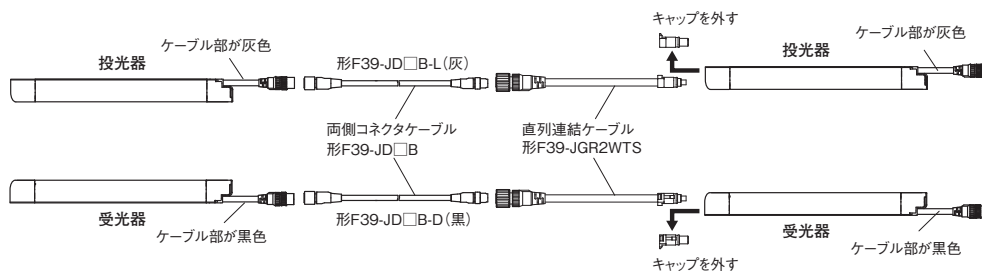 キャップを外す
ケーブル部が灰色
投光器
形F39-JD□B-L(灰)
投光器
ケーブル部が灰色
両側コネクタケーブル
形F39-JD□B
直列連結ケーブル
形F39-JGR2WTS
受光器
ケーブル部が黒色
形F39-JD□B-D(黒)
受光器
ケーブル部が黒色
キャップを外す